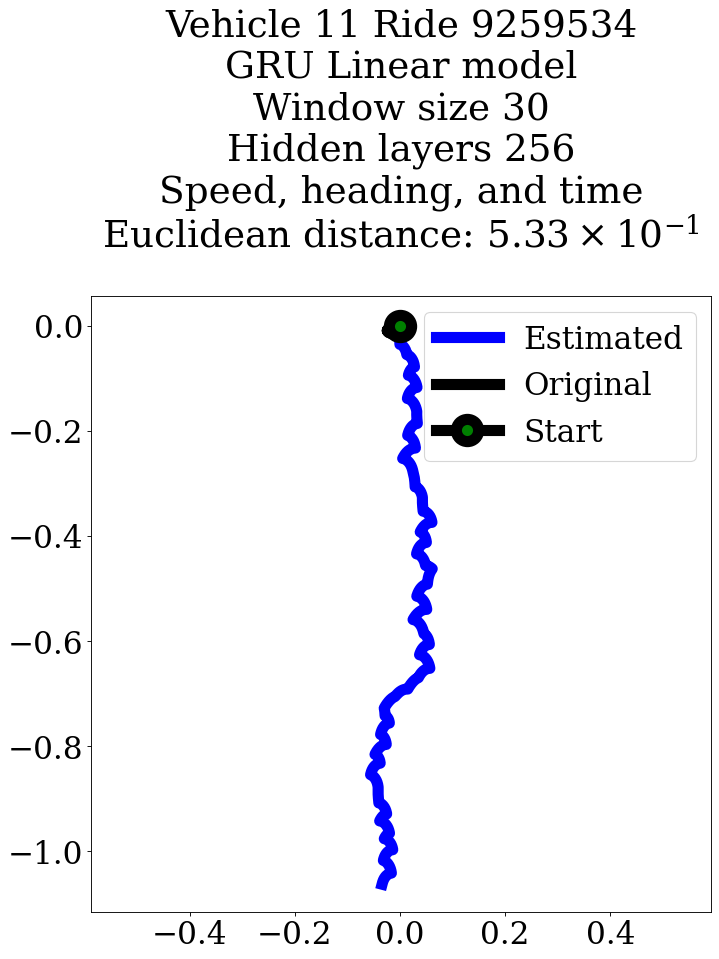 Vehicle 11 Ride 9259534
GRU Linear model
Window size 30
Hidden layers 256
Speed, heading, and time
Euclidean distance: 5.33 × 10⁻¹
Estimated
Original
Start
0.0
−0.2
−0.4
−0.6
−0.8
−1.0
−0.4 −0.2 0.0 0.2 0.4